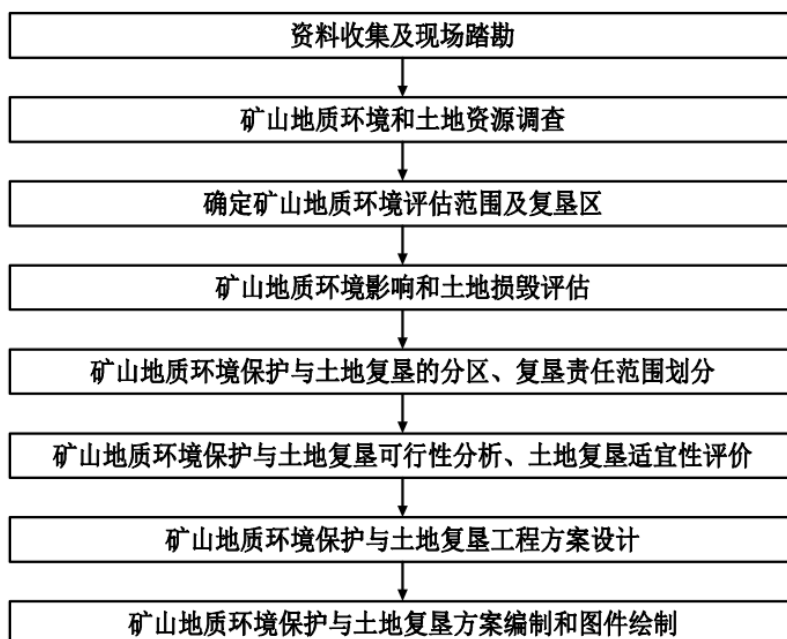 资料收集及现场踏勘
矿山地质环境和土地资源调查
确定矿山地质环境评估范围及复垦区
矿山地质环境影响和土地损毁评估
矿山地质环境保护与土地复垦的分区、复垦责任范围划分
矿山地质环境保护与土地复垦可行性分析、土地复垦适宜性评价
矿山地质环境保护与土地复垦工程方案设计
矿山地质环境保护与土地复垦方案编制和图件绘制